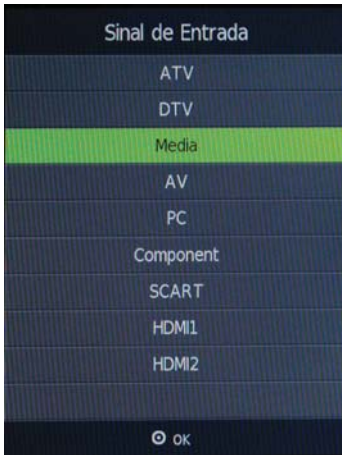 Sinal de Entrada
ATV
DTV
Media
AV
PC
Component
SCART
HDMI1
HDMI2
OK